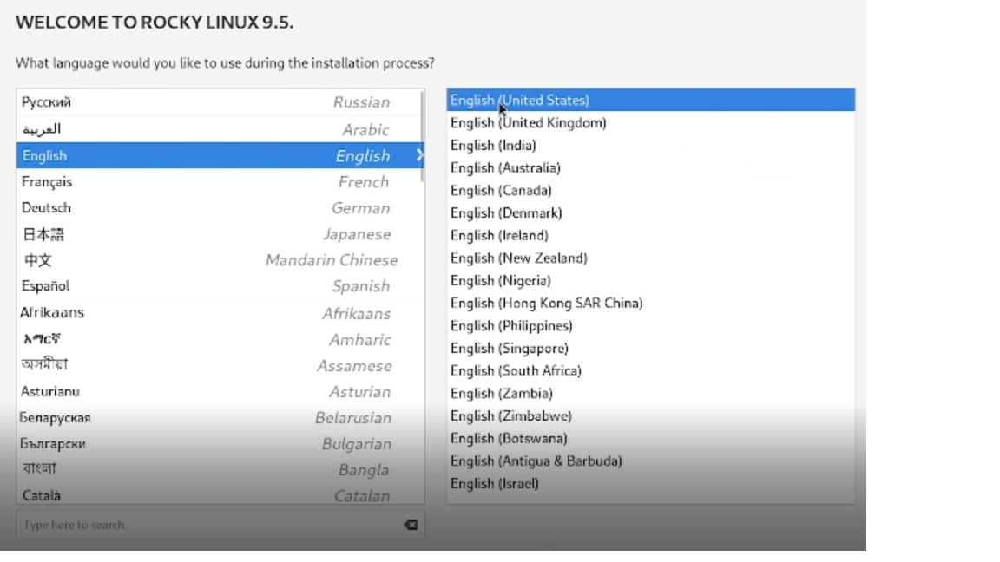 WELCOME TO ROCKY LINUX 9.5.
What language would you like to use during the installation process?
Русский Russian
العربية Arabic
English English
Français French
Deutsch German
日本語 Japanese
中文 Mandarin Chinese
Español Spanish
Afrikaans Afrikaans
አማርኛ Amharic
অসমীয়া Assamese
Asturianu Asturian
Беларуская Belarusian
Български Bulgarian
বাংলা Bangla
Català Catalan
Type here to search.
English (United States)
English (United Kingdom)
English (India)
English (Australia)
English (Canada)
English (Denmark)
English (Ireland)
English (New Zealand)
English (Nigeria)
English (Hong Kong SAR China)
English (Philippines)
English (Singapore)
English (South Africa)
English (Zambia)
English (Zimbabwe)
English (Botswana)
English (Antigua & Barbuda)
English (Israel)